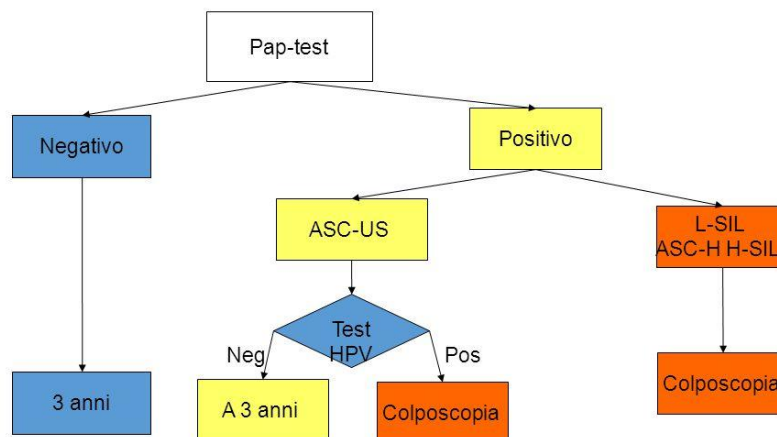 Pap-test
Negativo
Positivo
ASC-US
L-SIL
ASC-H H-SIL
Test
HPV
Neg
Pos
3 anni
A 3 anni
Colposcopia
Colposcopia